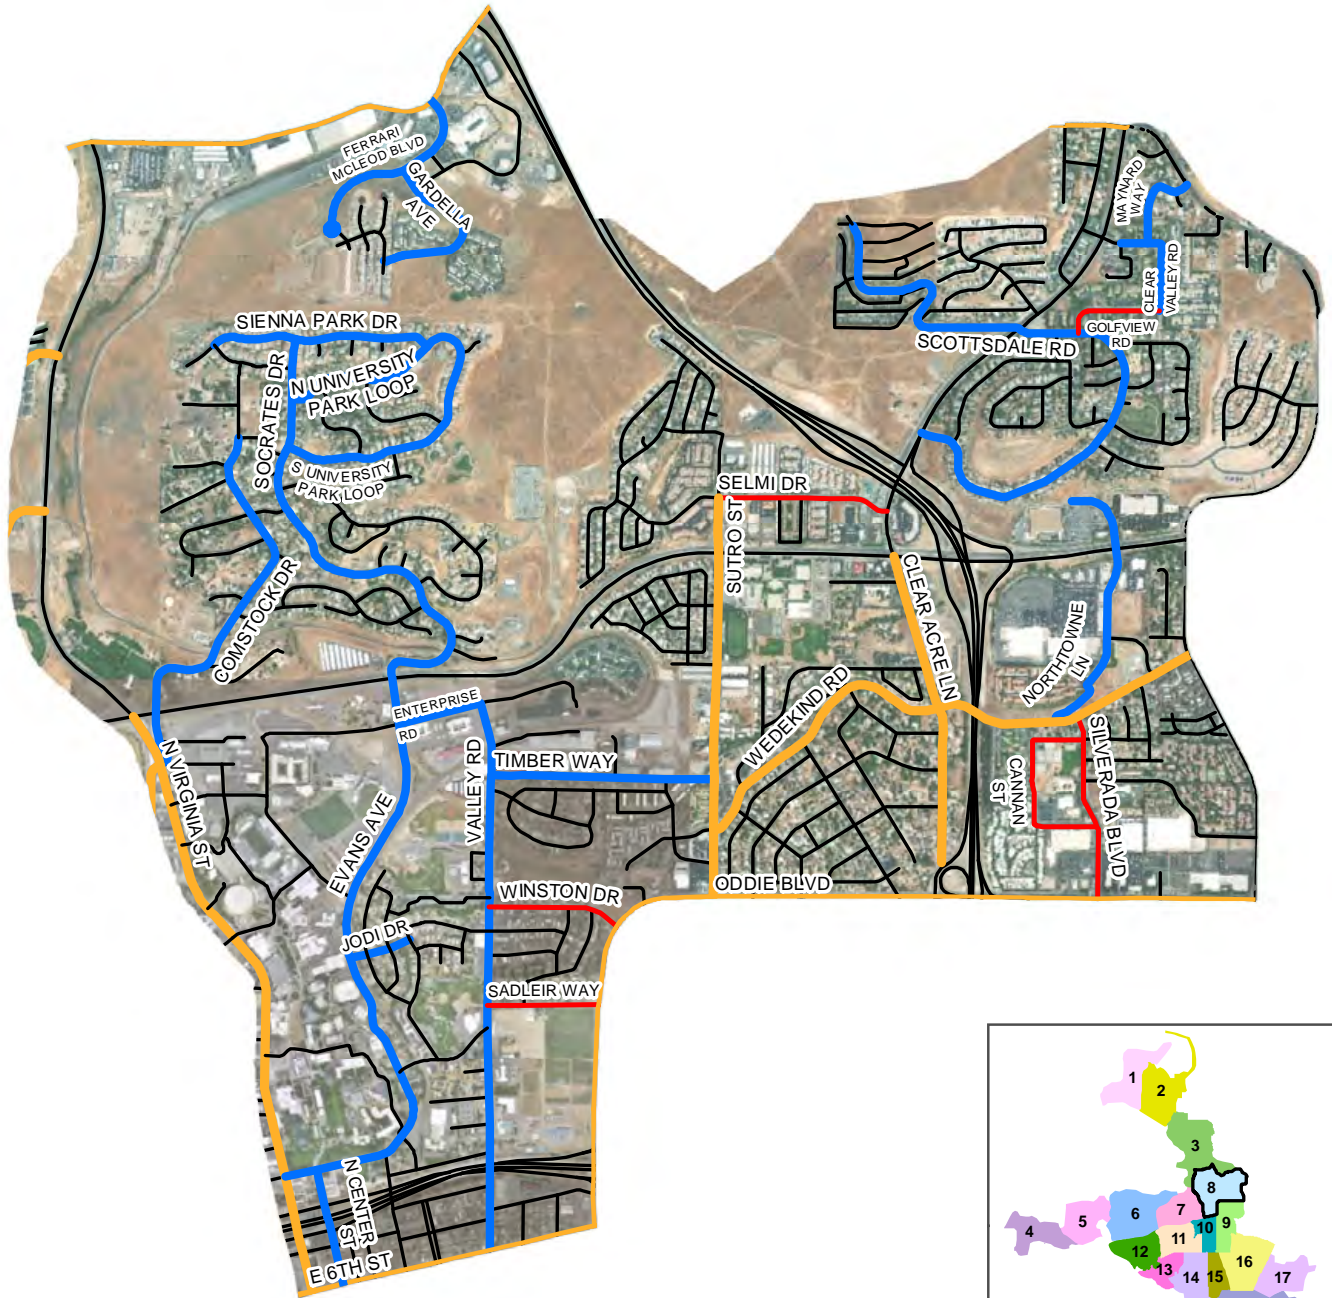 FERRARI
MCLEOD BLVD
GARDELLA
AVE
MAYNARD
WAY
CLEAR
VALLEY RD
GOLFVIEW
RD
SCOTTSDALE RD
SIENNA PARK DR
SOCRATES DR
N UNIVERSITY
PARK LOOP
S UNIVERSITY
PARK LOOP
SELMI DR
SUTRO ST
COMSTOCK DR
CLEAR ACRE LN
NORTHTOWNE
LN
WEDEKIND RD
ENTERPRISE
RD
N VIRGINIA ST
VALLEY RD
TIMBER WAY
SILVERADA BLVD
CANNAN
ST
EVANS AVE
WINSTON DR
ODDIE BLVD
JODI DR
SADLEIR WAY
N CENTER
ST
E 6TH ST
1
2
3
8
4
5
6
7
10
9
11
12
13
14
15
16
17